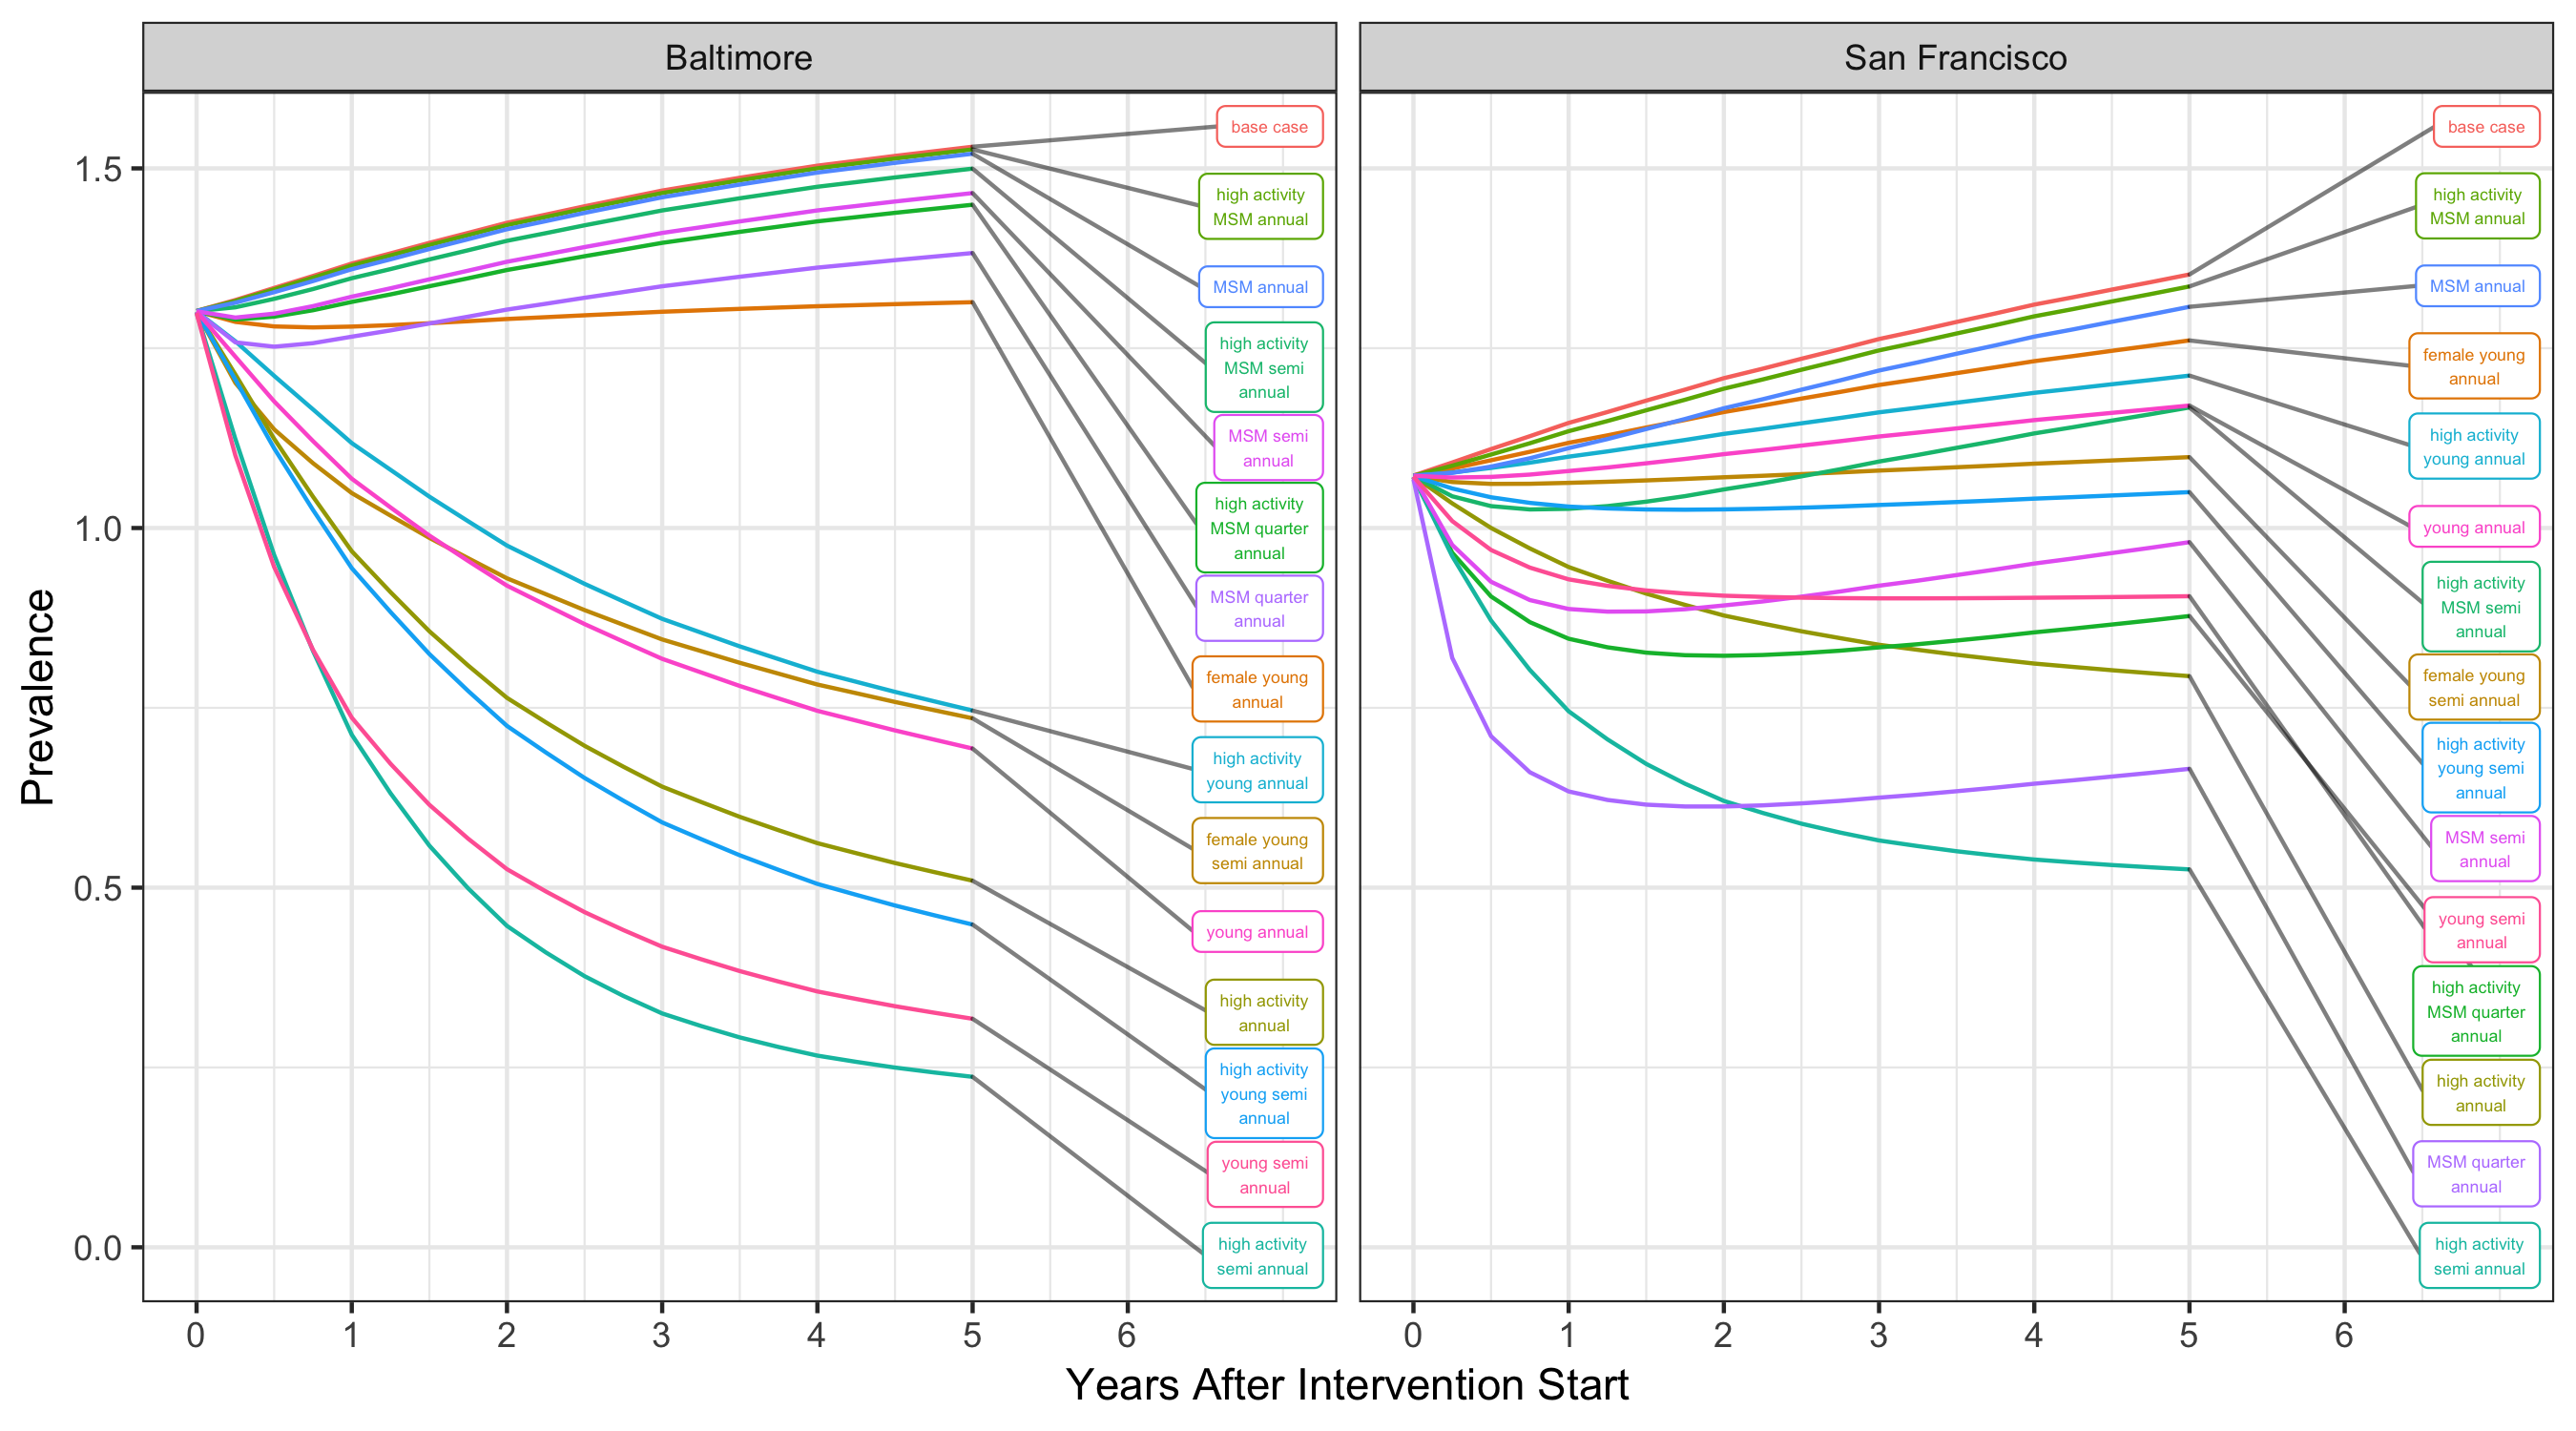 Baltimore
San Francisco
Prevalence
1.5
1.0
0.5
0.0
base case
high activity
MSM annual
MSM annual
high activity
MSM semi
annual
MSM semi
annual
high activity
MSM quarter
annual
MSM quarter
annual
female young
annual
high activity
young annual
female young
semi annual
young annual
high activity
annual
high activity
young semi
annual
young semi
annual
high activity
semi annual
base case
high activity
MSM annual
MSM annual
female young
annual
high activity
young annual
young annual
high activity
MSM semi
annual
female young
semi annual
high activity
young semi
annual
MSM semi
annual
young semi
annual
high activity
MSM quarter
annual
high activity
annual
MSM quarter
annual
high activity
semi annual
0 1 2 3 4 5 6
0 1 2 3 4 5 6
Years After Intervention Start